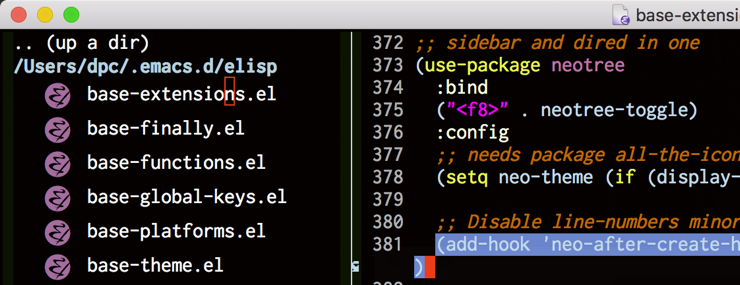 base-extensi
.. (up a dir)
/Users/dpc/.emacs.d/elisp
base-extensions.el
base-finally.el
base-functions.el
base-global-keys.el
base-platforms.el
base-theme.el
372 ;; sidebar and dired in one
373 (use-package neotree
374 :bind
375 ("<f8>" . neotree-toggle)
376 :config
377 ;; needs package all-the-icon
378 (setq neo-theme (if (display-
379
380 ;; Disable line-numbers minor
381 (add-hook 'neo-after-create-h
)